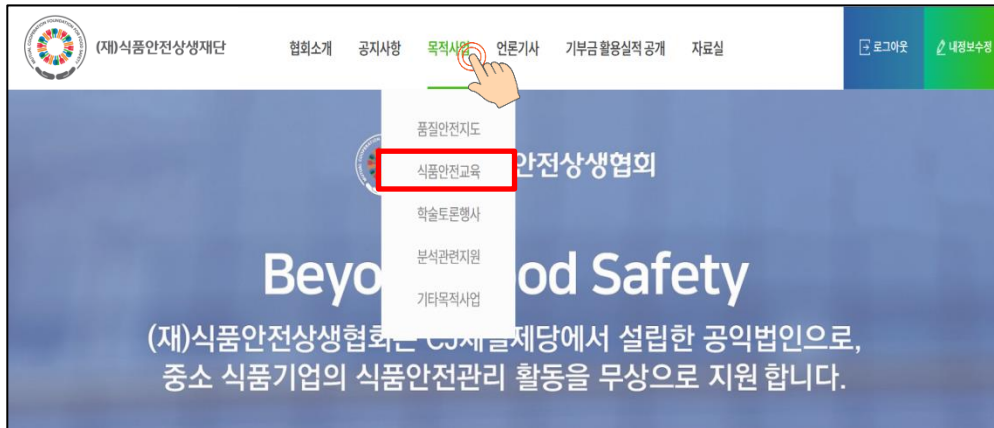 (재)식품안전상생재단 협회소개 공지사항 목적사업 언론기사 기부금 활용실적 공개 자료실 로그아웃 내정보수정
품질안전지도
식품안전교육
안전상생협회
학술토론행사
분석관련지원
기타목적사업
Beyo od Safety
(재)식품안전상생협회는 CJ제일제당에서 설립한 공익법인으로,
중소 식품기업의 식품안전관리 활동을 무상으로 지원 합니다.